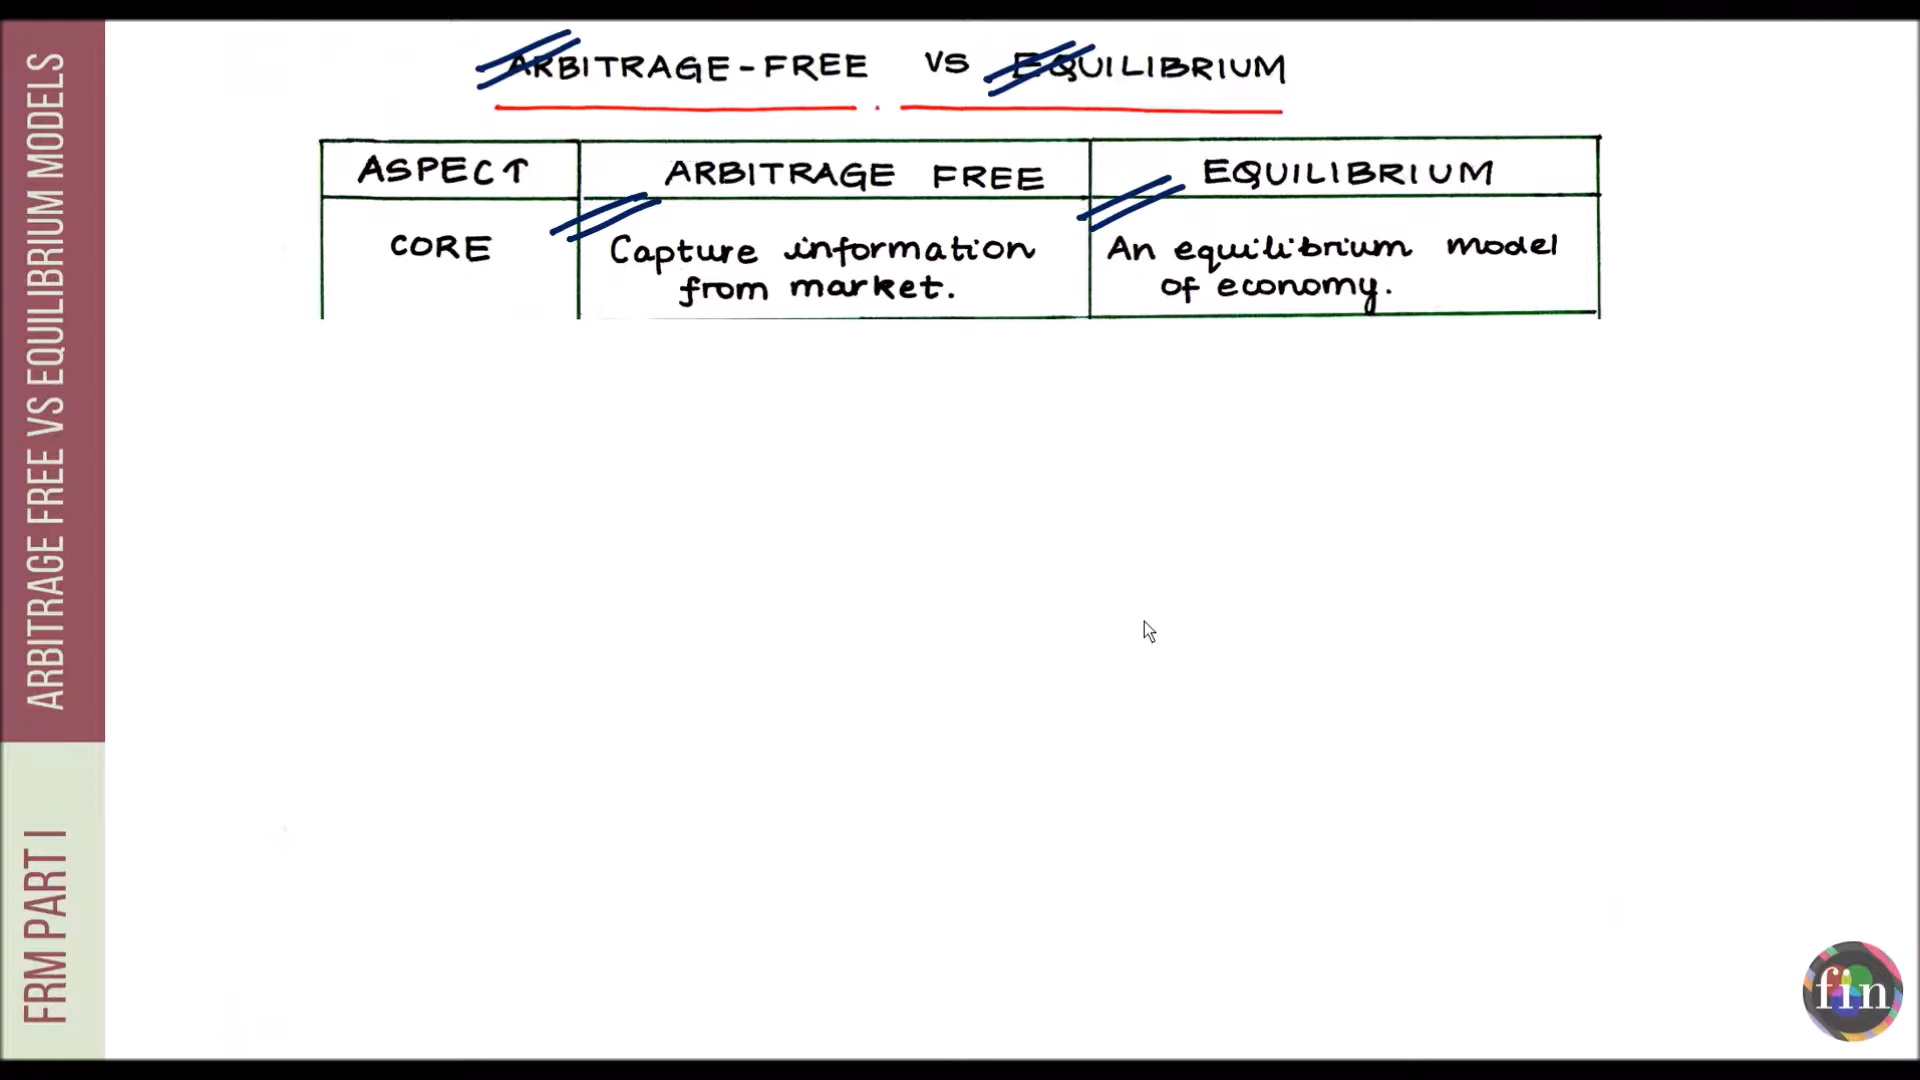 ARBITRAGE FREE VS EQUILIBRIUM MODELS
FRM PART I
ARBITRAGE-FREE VS EQUILIBRIUM
ASPECT ARBITRAGE FREE EQUILIBRIUM
CORE Capture information An equilibrium model
from market. of economy.
fin